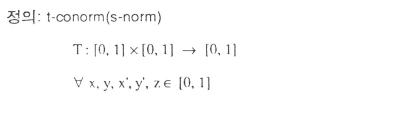 정의: t-conorm(s-norm)
T : [0, 1] × [0, 1] → [0, 1]
∀ x, y, x', y', z ∈ [0, 1]